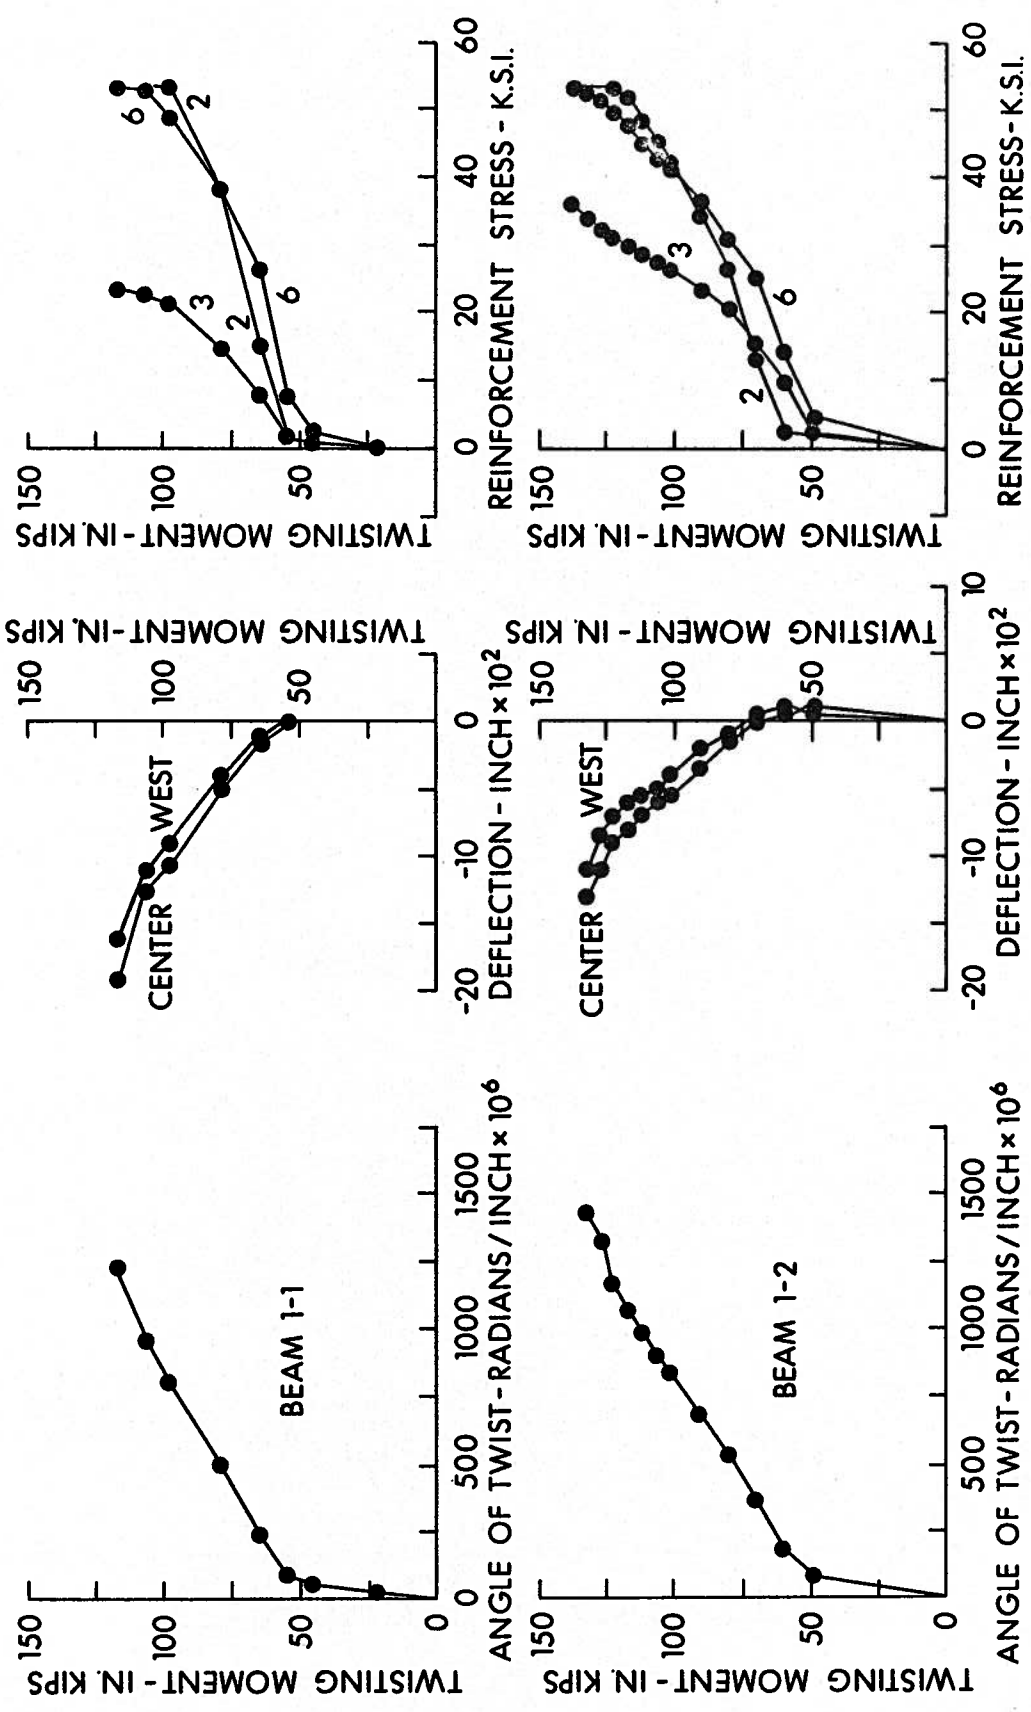 TWISTING MOMENT - IN. KIPS
150
100
50
0
BEAM 1-1
0 500 1000 1500
ANGLE OF TWIST - RADIANS / INCH × 10⁶
CENTER
WEST
TWISTING MOMENT - IN. KIPS
150
100
50
-20 -10 0
DEFLECTION - INCH × 10²
TWISTING MOMENT - IN. KIPS
150
100
50
6
2
3
2
6
0 20 40 60
REINFORCEMENT STRESS - K.S.I.
TWISTING MOMENT - IN. KIPS
150
100
50
0
BEAM 1-2
500 1000 1500
ANGLE OF TWIST - RADIANS / INCH × 10⁶
CENTER
WEST
TWISTING MOMENT - IN. KIPS
150
100
50
-20 -10 0 10
DEFLECTION - INCH × 10²
TWISTING MOMENT - IN. KIPS
150
100
50
3
2
6
0 20 40 60
REINFORCEMENT STRESS - K.S.I.